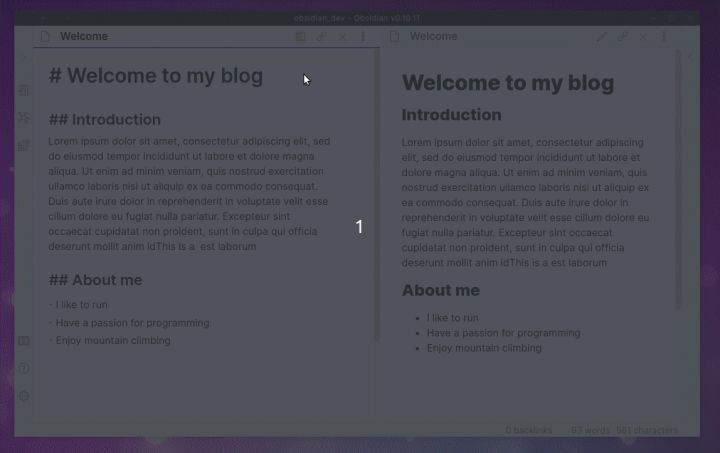 obsidian_dev - Obsidian v0.10.11
Welcome
# Welcome to my blog
## Introduction
Lorem ipsum dolor sit amet, consectetur adipiscing elit, sed
do eiusmod tempor incididunt ut labore et dolore magna
aliqua. Ut enim ad minim veniam, quis nostrud exercitation
ullamco laboris nisi ut aliquip ex ea commodo consequat.
Duis aute irure dolor in reprehenderit in voluptate velit esse
cillum dolore eu fugiat nulla pariatur. Excepteur sint
occaecat cupidatat non proident, sunt in culpa qui officia
deserunt mollit anim idThis is a  est laborum
## About me
- I like to run
- Have a passion for programming
- Enjoy mountain climbing
1
Welcome
Welcome to my blog
Introduction
Lorem ipsum dolor sit amet, consectetur adipiscing
elit, sed do eiusmod tempor incididunt ut labore et
dolore magna aliqua. Ut enim ad minim veniam, quis
nostrud exercitation ullamco laboris nisi ut aliquip ex
ea commodo consequat. Duis aute irure dolor in
reprehenderit in voluptate velit esse cillum dolore eu
fugiat nulla pariatur. Excepteur sint occaecat
cupidatat non proident, sunt in culpa qui officia
deserunt mollit anim idThis is a est laborum
About me
• I like to run
• Have a passion for programming
• Enjoy mountain climbing
0 backlinks 93 words 581 characters